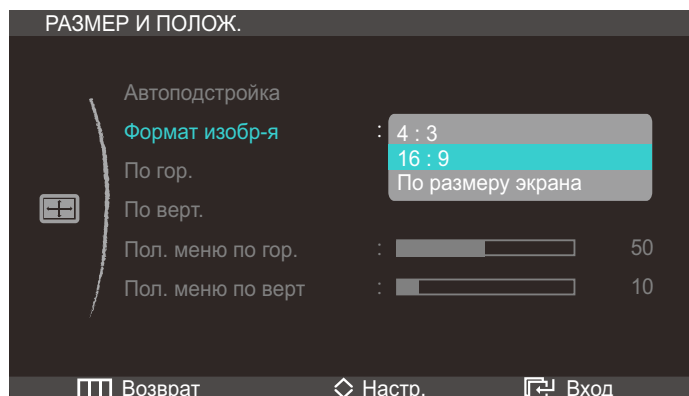 РАЗМЕР И ПОЛОЖ.
Автоподстройка
Формат изобр-я : 4 : 3
16 : 9
По гор.
По размеру экрана
По верт.
Пол. меню по гор. : 50
Пол. меню по верт : 10
Возврат Настр. Вход